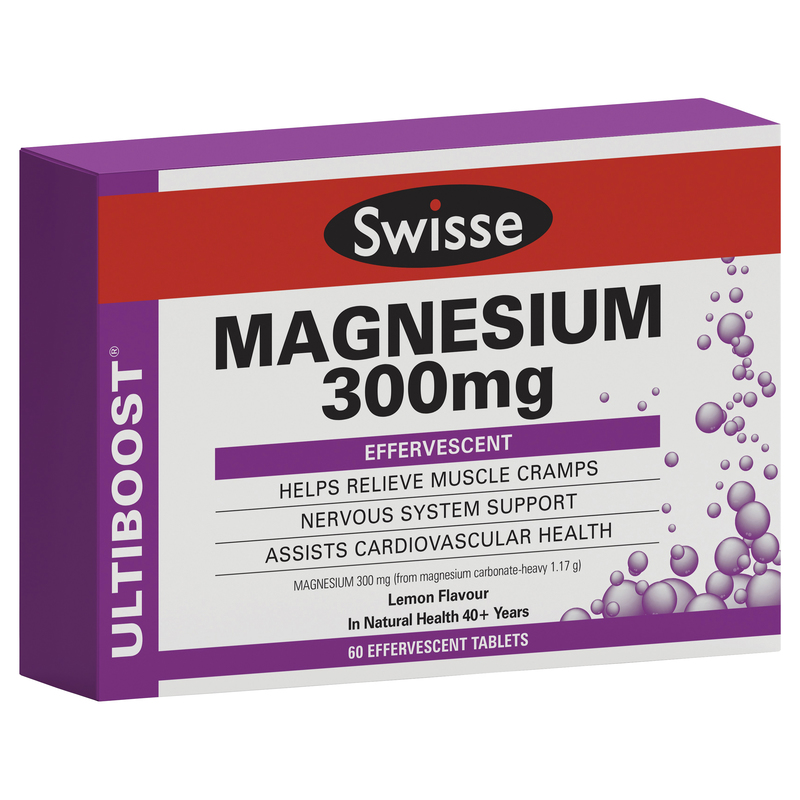 Swisse
MAGNESIUM
300mg
EFFERVESCENT
HELPS RELIEVE MUSCLE CRAMPS
NERVOUS SYSTEM SUPPORT
ASSISTS CARDIOVASCULAR HEALTH
MAGNESIUM 300 mg (from magnesium carbonate-heavy 1.17 g)
Lemon Flavour
In Natural Health 40+ Years
60 EFFERVESCENT TABLETS
ULTIBOOST®